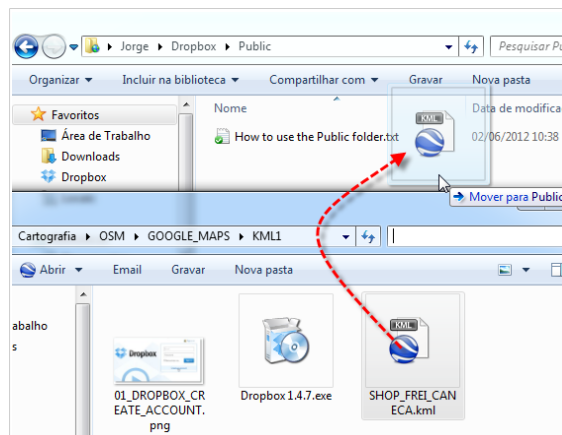 Jorge Dropbox Public
Pesquisar Pu
Organizar Incluir na biblioteca Compartilhar com Gravar Nova pasta
Favoritos
Área de Trabalho
Downloads
Dropbox
Nome
Data de modifica
How to use the Public folder.txt
02/06/2012 10:38
KML
Mover para Public
Cartografia OSM GOOGLE_MAPS KML1
Abrir Email Gravar Nova pasta
abalho
s
Dropbox
01_DROPBOX_CR
EATE_ACCOUNT.
png
Dropbox 1.4.7.exe
KML
SHOP_FREI_CAN
ECA.kml